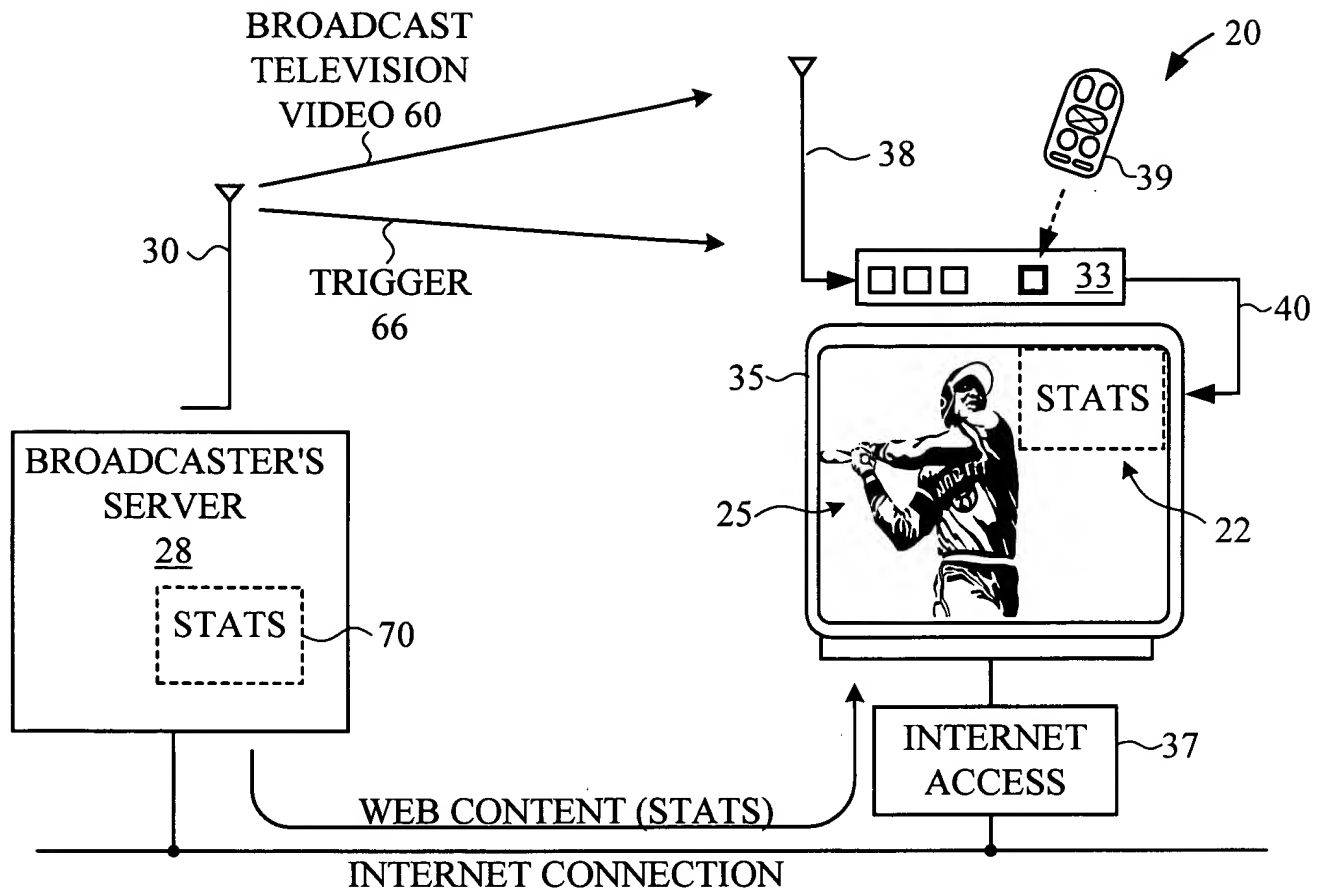 BROADCAST
TELEVISION
VIDEO 60
20
38
39
30
TRIGGER
66
33
40
35
STATS
BROADCASTER'S
SERVER
28
25
22
STATS
70
INTERNET
ACCESS
37
WEB CONTENT (STATS)
INTERNET CONNECTION